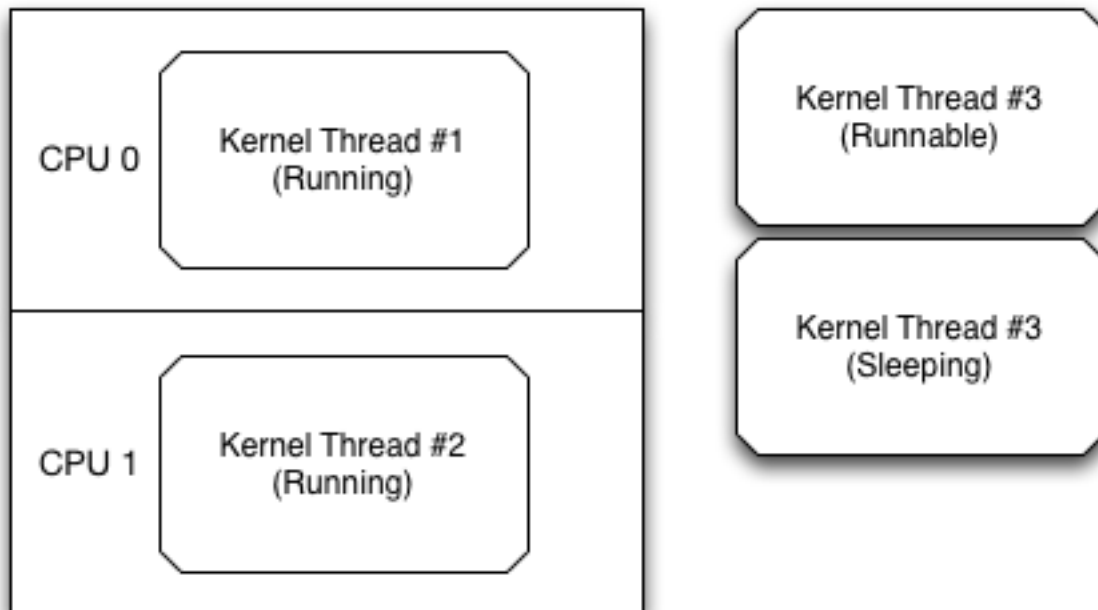 CPU 0
Kernel Thread #1
(Running)
CPU 1
Kernel Thread #2
(Running)
Kernel Thread #3
(Runnable)
Kernel Thread #3
(Sleeping)